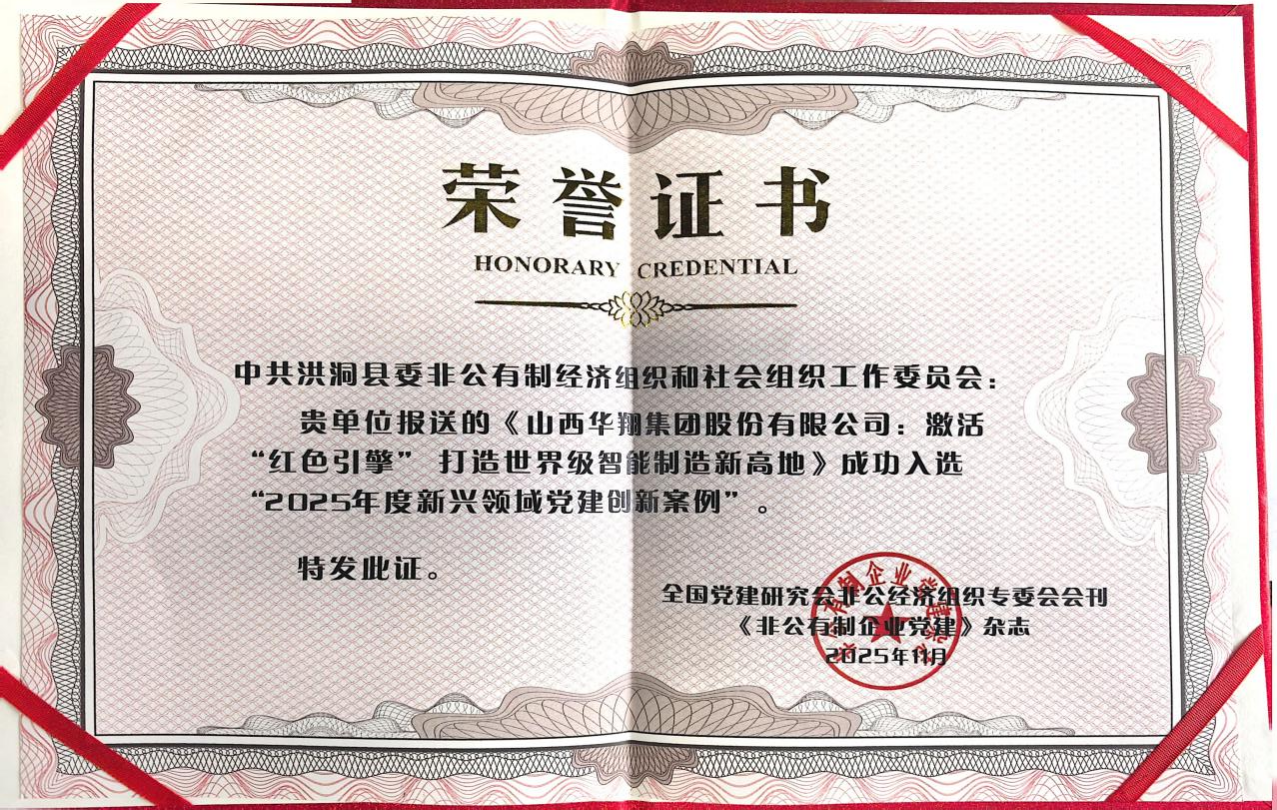 荣誉证书
HONORARY CREDENTIAL
中共洪洞县委非公有制经济组织和社会组织工作委员会：
贵单位报送的《山西华翔集团股份有限公司：激活
“红色引擎” 打造世界级智能制造新高地》成功入选
“2025年度新兴领域党建创新案例”。
特发此证。
全国党建研究会非公经济组织专委会会刊
《非公有制企业党建》杂志
2025年11月